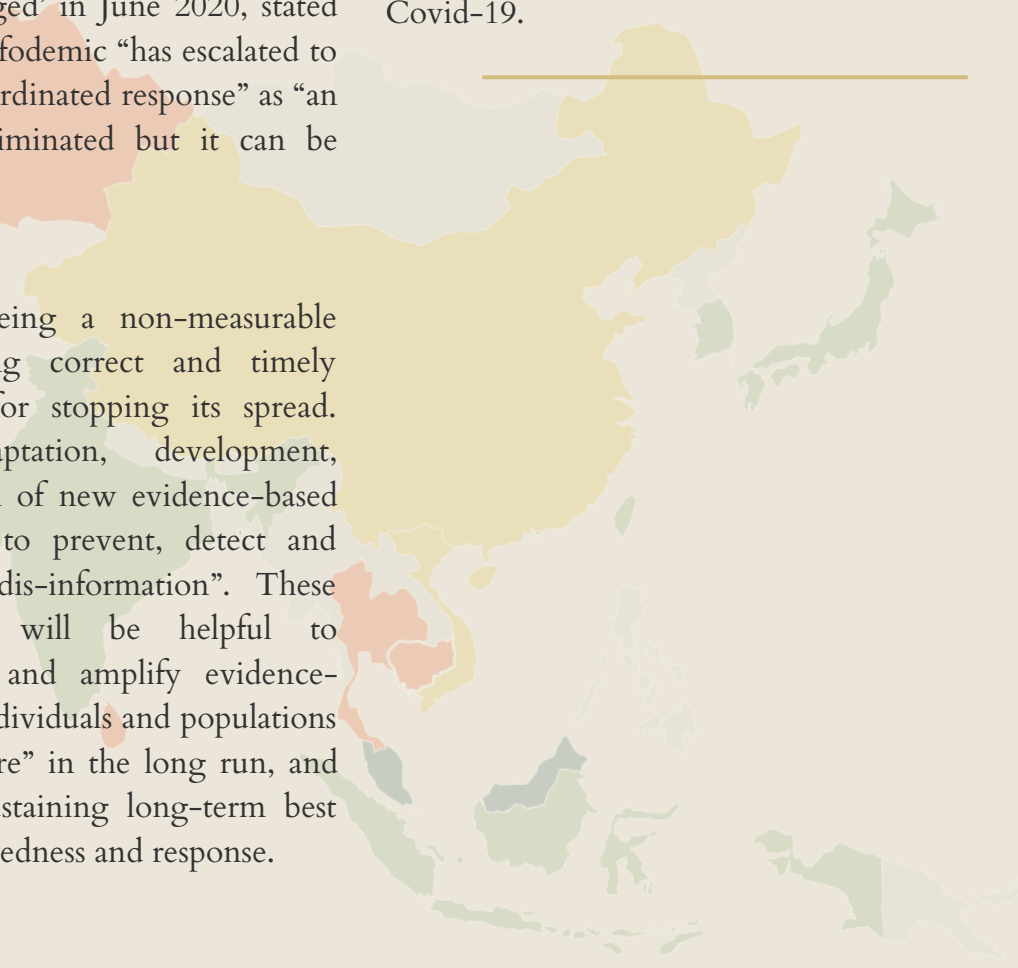 ged’ in June 2020, stated
fodemic “has escalated to
rdinated response” as “an
iminated but it can be
eing a non-measurable
g correct and timely
for stopping its spread.
aptation, development,
of new evidence-based
to prevent, detect and
dis-information”. These
will be helpful to
and amplify evidence-
dividuals and populations
re” in the long run, and
staining long-term best
edness and response.
Covid-19.